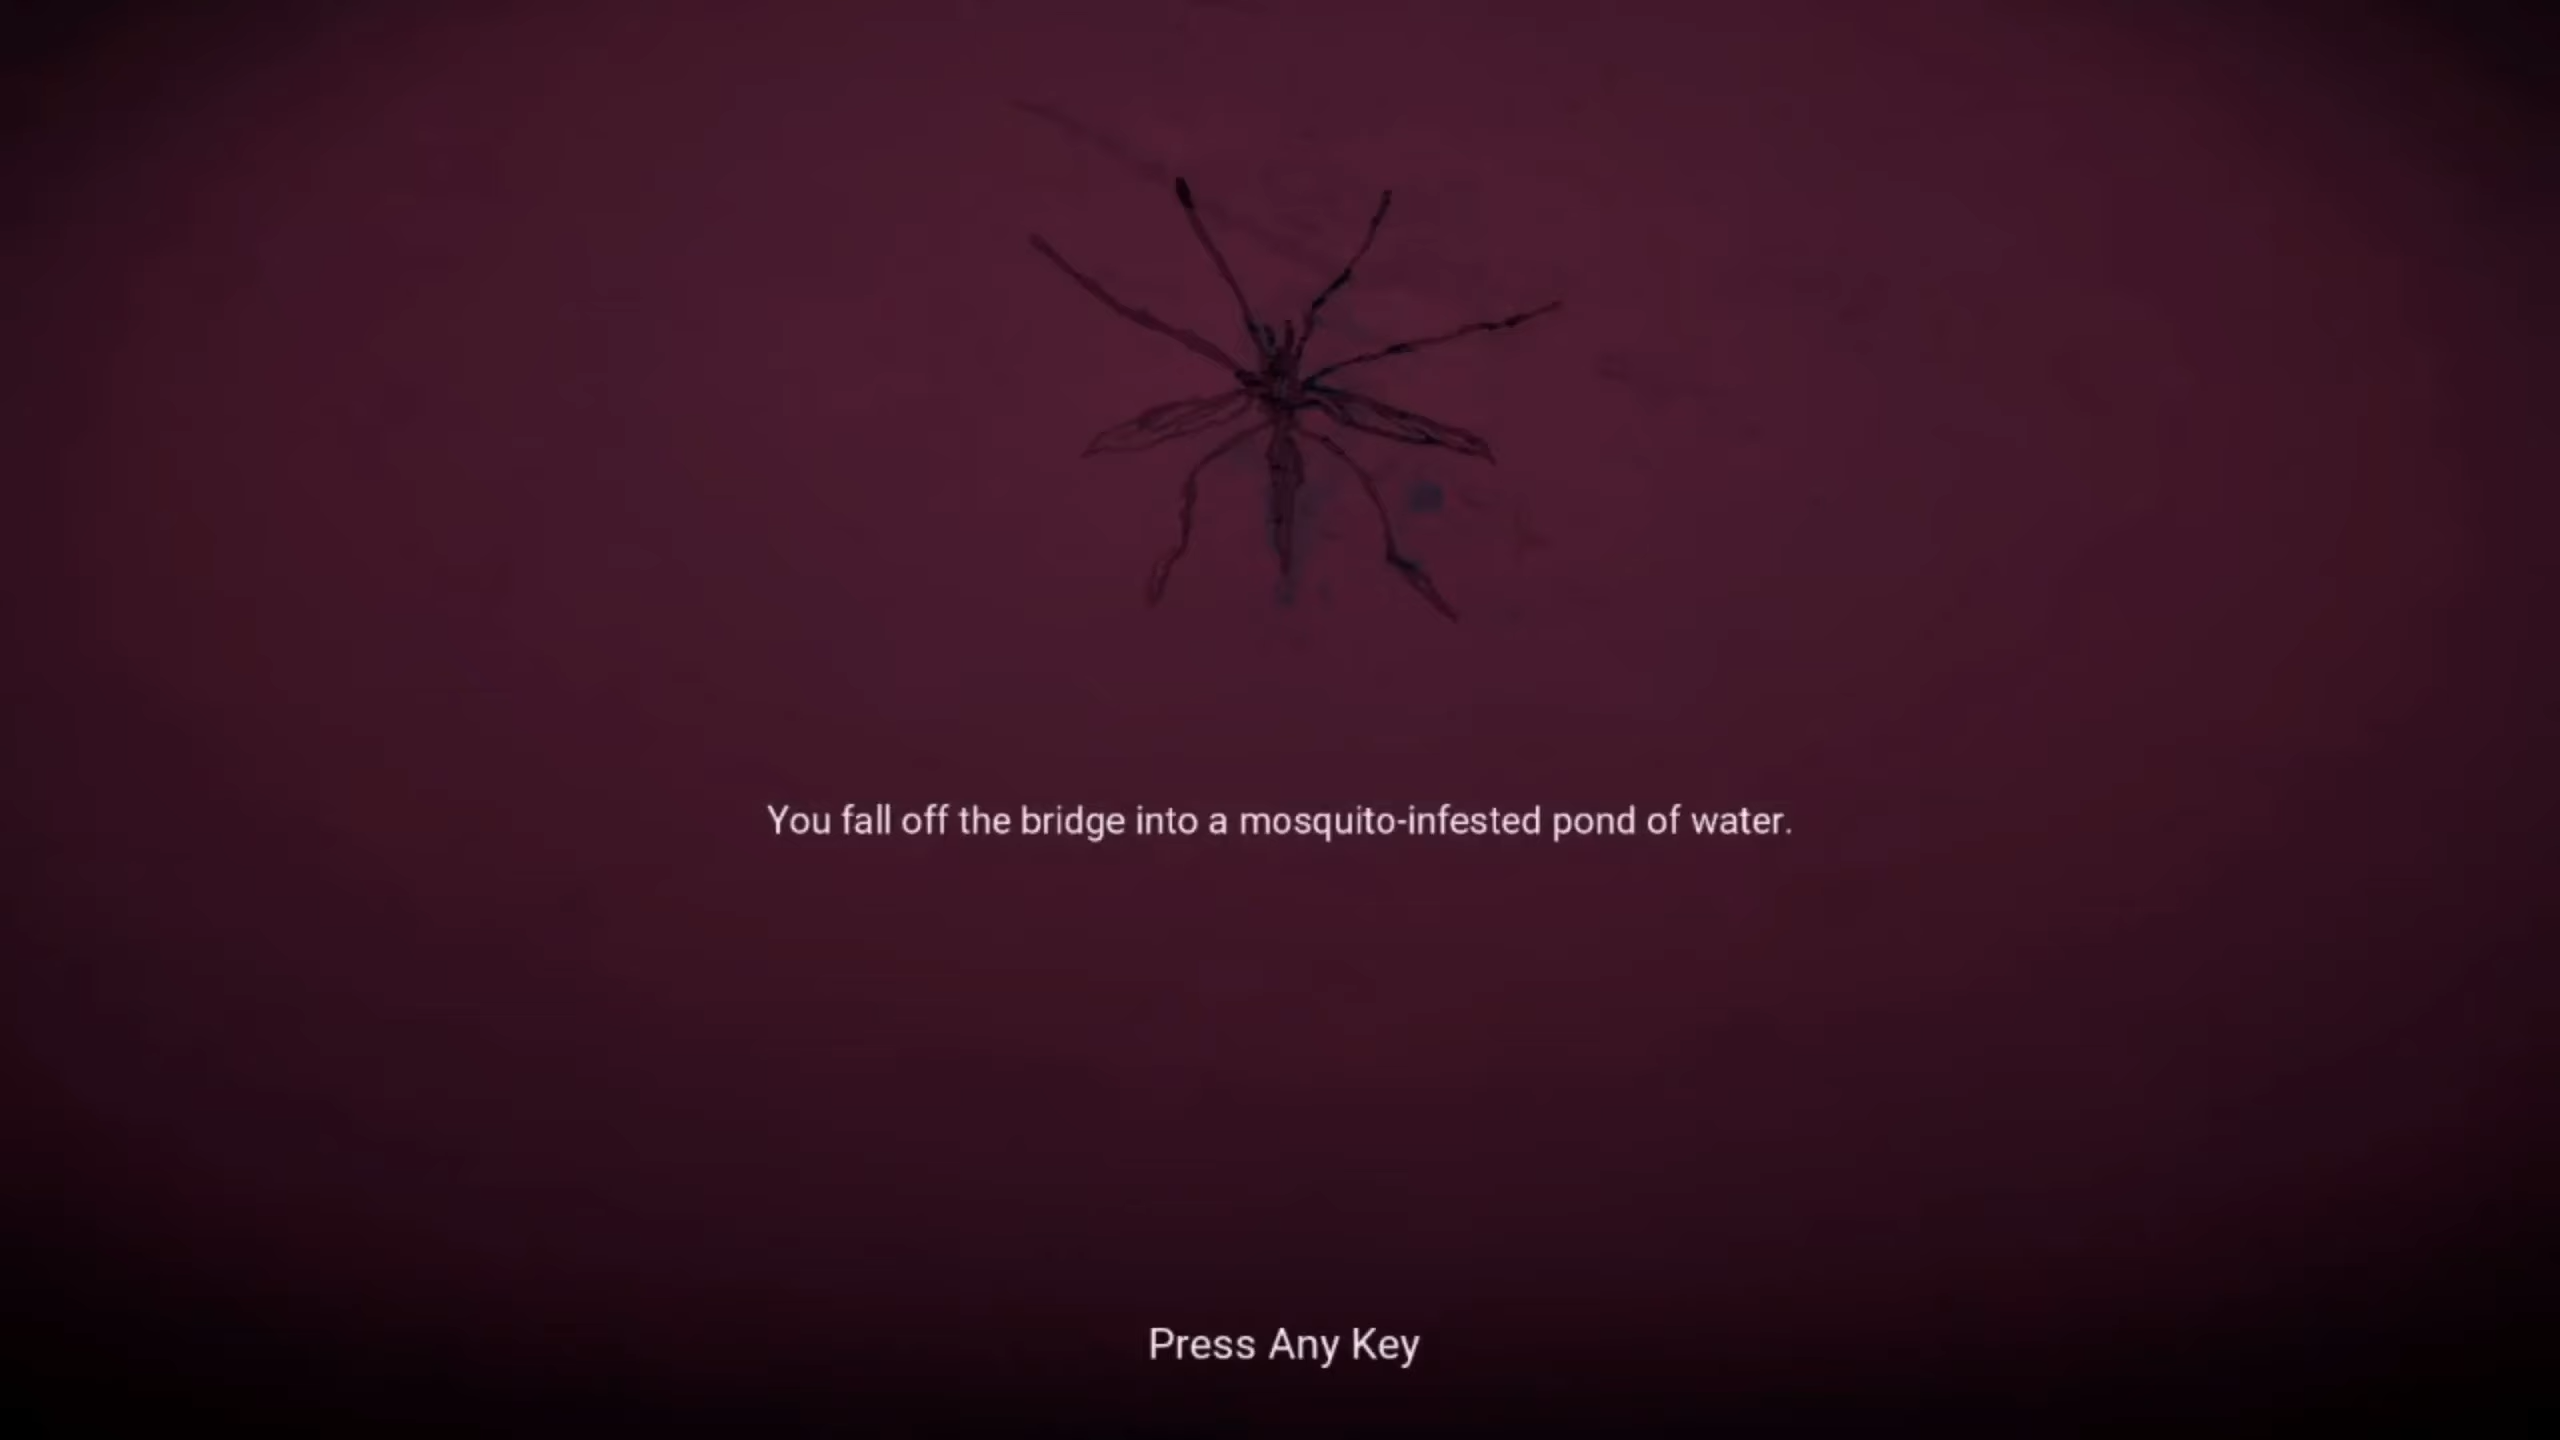 You fall off the bridge into a mosquito-infested pond of water.
Press Any Key